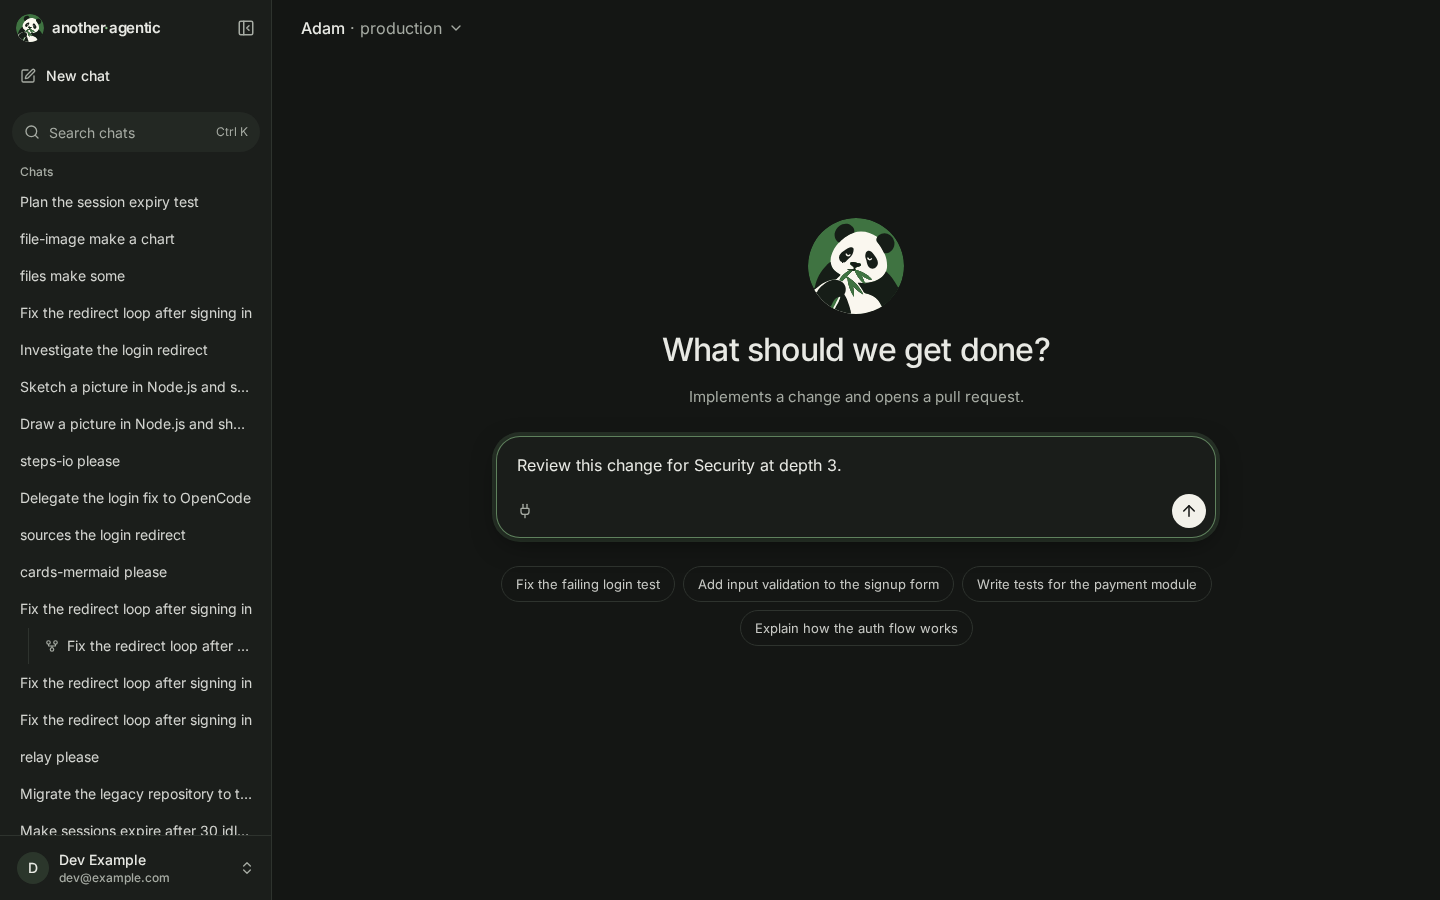 another·agentic
New chat
Search chats Ctrl K
Chats
Plan the session expiry test
file-image make a chart
files make some
Fix the redirect loop after signing in
Investigate the login redirect
Sketch a picture in Node.js and s...
Draw a picture in Node.js and sh...
steps-io please
Delegate the login fix to OpenCode
sources the login redirect
cards-mermaid please
Fix the redirect loop after signing in
Fix the redirect loop after ...
Fix the redirect loop after signing in
Fix the redirect loop after signing in
relay please
Migrate the legacy repository to t...
Make sessions expire after 30 idl...
D
Dev Example
dev@example.com
Adam · production
What should we get done?
Implements a change and opens a pull request.
Review this change for Security at depth 3.
Fix the failing login test
Add input validation to the signup form
Write tests for the payment module
Explain how the auth flow works